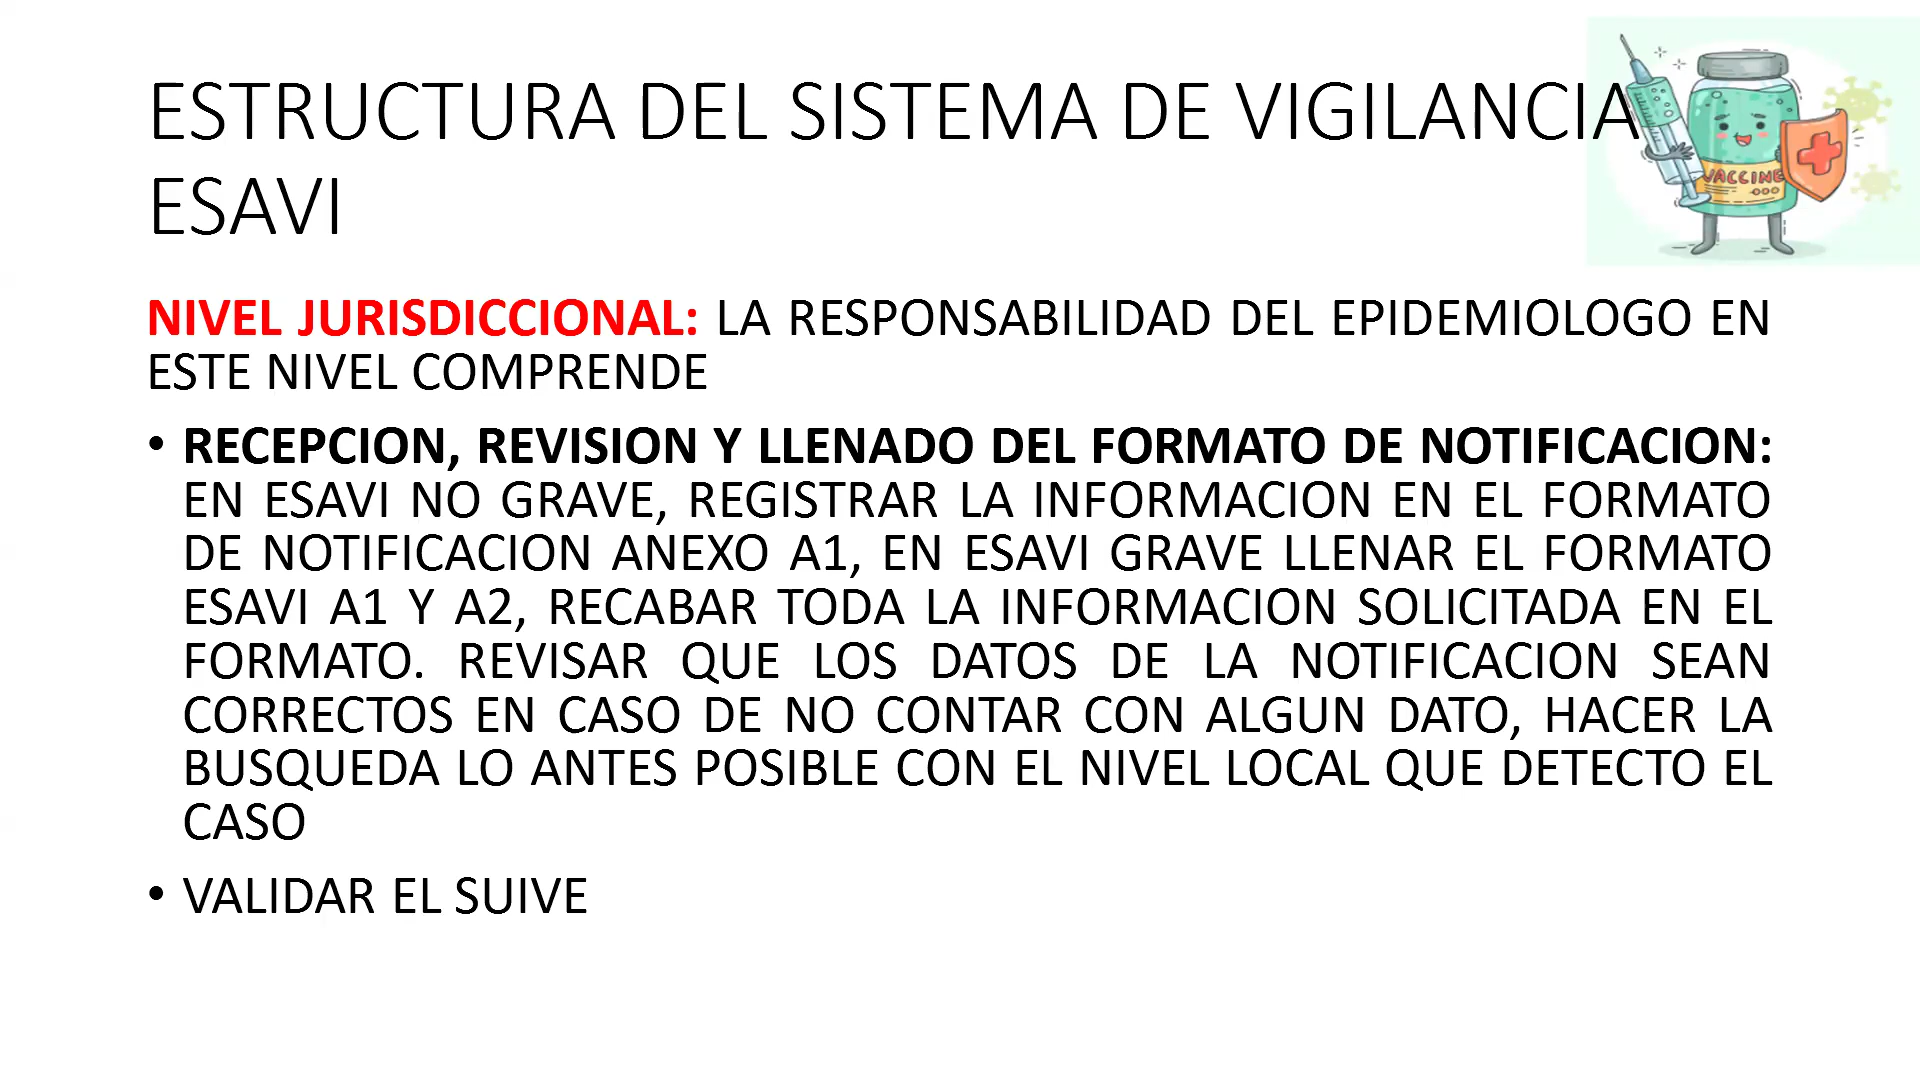 ESTRUCTURA DEL SISTEMA DE VIGILANCIA
ESAVI
VACCINE
NIVEL JURISDICCIONAL: LA RESPONSABILIDAD DEL EPIDEMIOLOGO EN
ESTE NIVEL COMPRENDE
• RECEPCION, REVISION Y LLENADO DEL FORMATO DE NOTIFICACION:
EN ESAVI NO GRAVE, REGISTRAR LA INFORMACION EN EL FORMATO
DE NOTIFICACION ANEXO A1, EN ESAVI GRAVE LLENAR EL FORMATO
ESAVI A1 Y A2, RECABAR TODA LA INFORMACION SOLICITADA EN EL
FORMATO. REVISAR QUE LOS DATOS DE LA NOTIFICACION SEAN
CORRECTOS EN CASO DE NO CONTAR CON ALGUN DATO, HACER LA
BUSQUEDA LO ANTES POSIBLE CON EL NIVEL LOCAL QUE DETECTO EL
CASO
• VALIDAR EL SUIVE